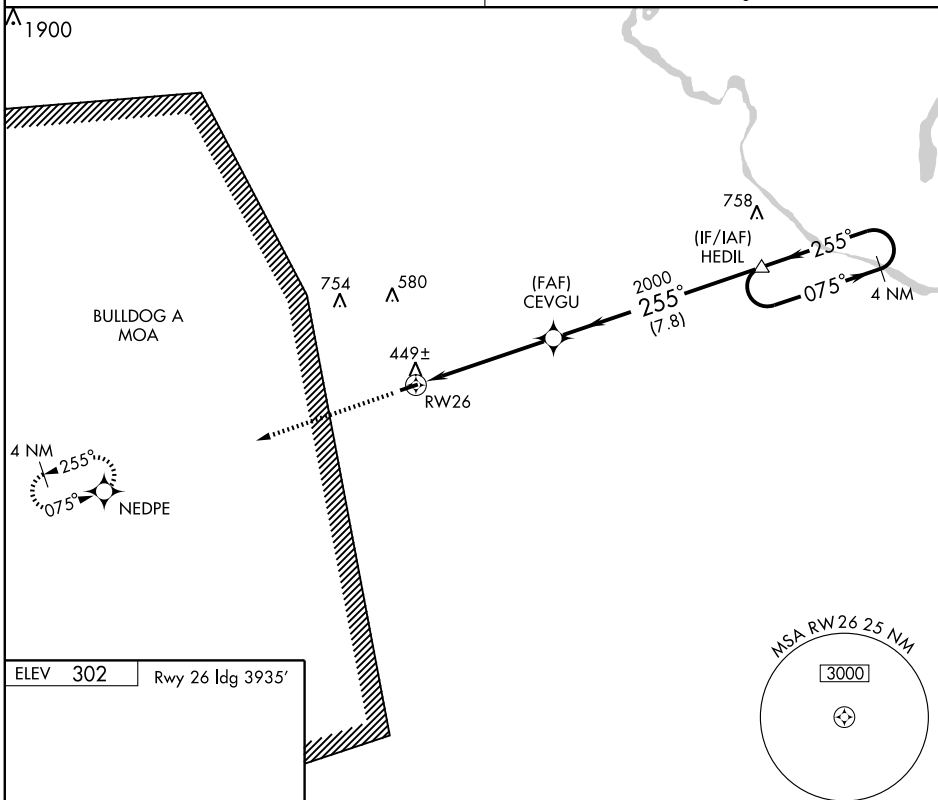 1900
758
(IF/IAF)
HEDIL
255°
075°
4 NM
2000
255°
(7.8)
(FAF)
CEVGU
754
580
BULLDOG A
MOA
449±
RW26
4 NM
255°
075°
NEDPE
MSA RW26 25 NM
3000
ELEV 302
Rwy 26 ldg 3935'